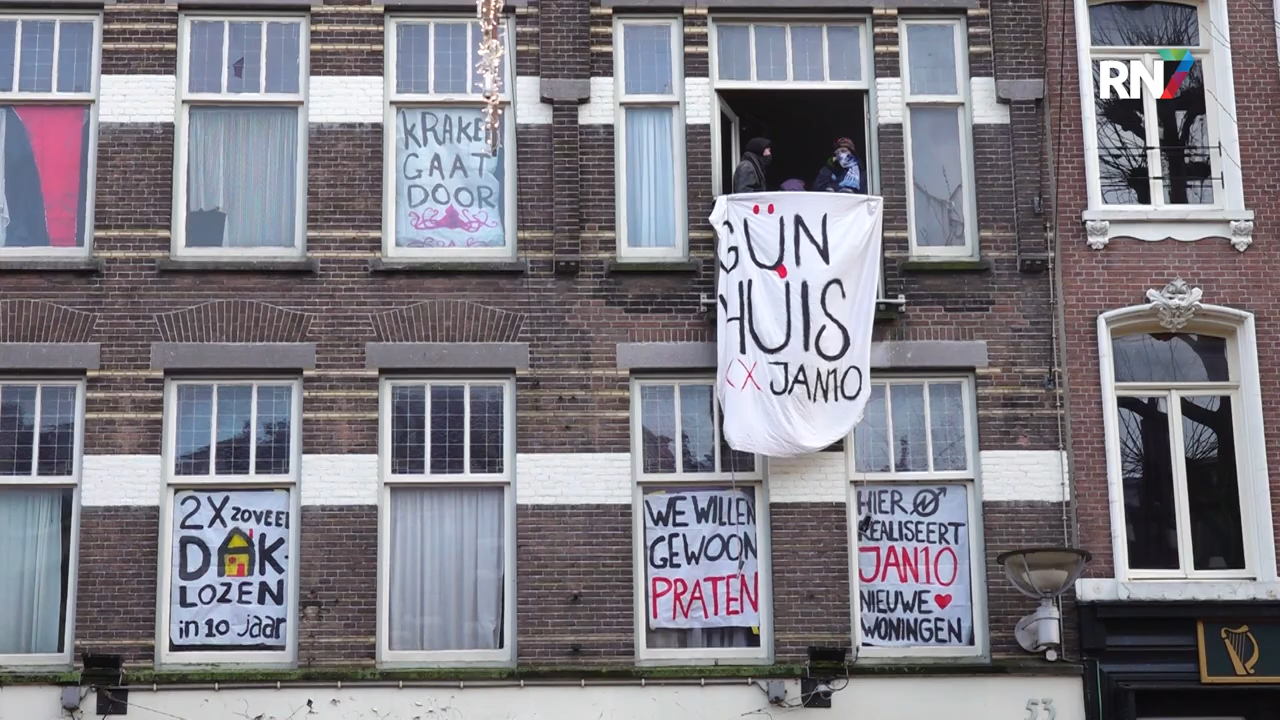 RN7
KRAKEN
GAAT
DOOR
GÜN
HUIS
XX JAN10
2X ZOVEEL
DAK-
LOZEN
in 10 jaar
WE WILLEN
GEWOON
PRATEN
HIER
REALISEERT
JAN10
NIEUWE
WONINGEN
53